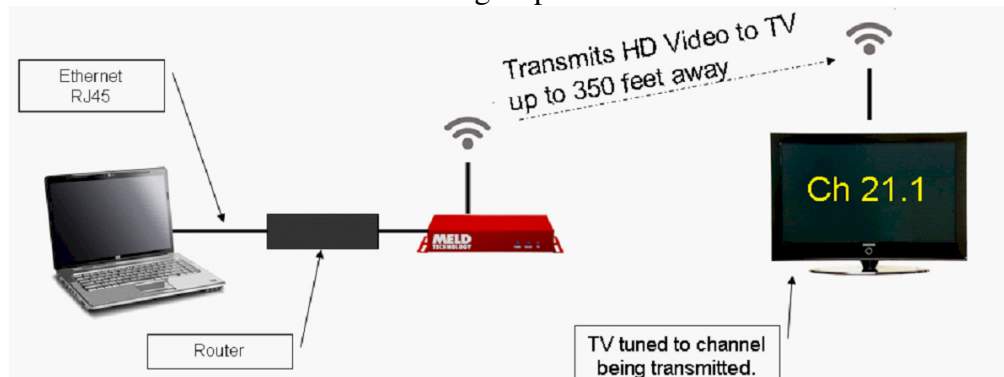 Transmits HD Video to TV
up to 350 feet away
Ethernet
RJ45
Ch 21.1
MELD
TECHNOLOGY
Router
TV tuned to channel
being transmitted.